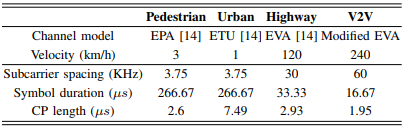 Pedestrian Urban Highway V2V
Channel model EPA [14] ETU [14] EVA [14] Modified EVA
Velocity (km/h) 3 1 120 240
Subcarrier spacing (KHz) 3.75 3.75 30 60
Symbol duration (μs) 266.67 266.67 33.33 16.67
CP length (μs) 2.6 7.49 2.93 1.95